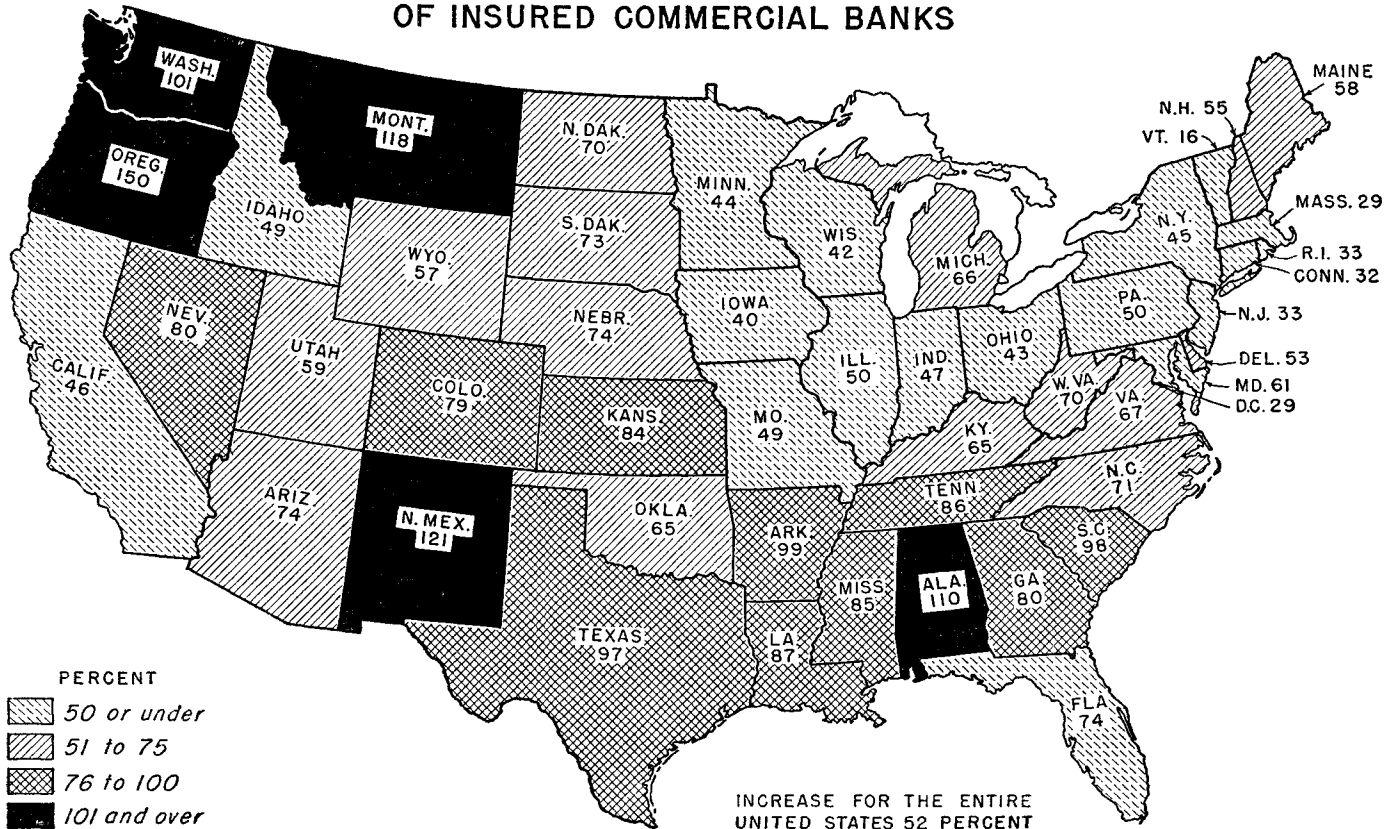 OF INSURED COMMERCIAL BANKS
WASH.
101
MONT.
118
N. DAK.
70
MINN.
44
OREG.
150
IDAHO
49
WYO.
57
S. DAK.
73
WIS.
42
MICH.
66
N.Y.
45
MAINE
58
N.H. 55
VT. 16
MASS. 29
R.I. 33
CONN. 32
N.J. 33
DEL. 53
MD. 61
D.C. 29
CALIF.
46
NEV.
80
UTAH
59
COLO.
79
NEBR.
74
KANS.
84
IOWA
40
MO.
49
ILL.
50
IND.
47
OHIO
43
PA.
50
W. VA.
70
VA.
67
KY.
65
N.C.
71
TENN.
86
S.C.
98
ARIZ.
74
N. MEX.
121
OKLA.
65
ARK.
99
TEXAS
97
LA.
87
MISS.
85
ALA.
110
GA.
80
FLA.
74
PERCENT
50 or under
51 to 75
76 to 100
101 and over
INCREASE FOR THE ENTIRE
UNITED STATES 52 PERCENT